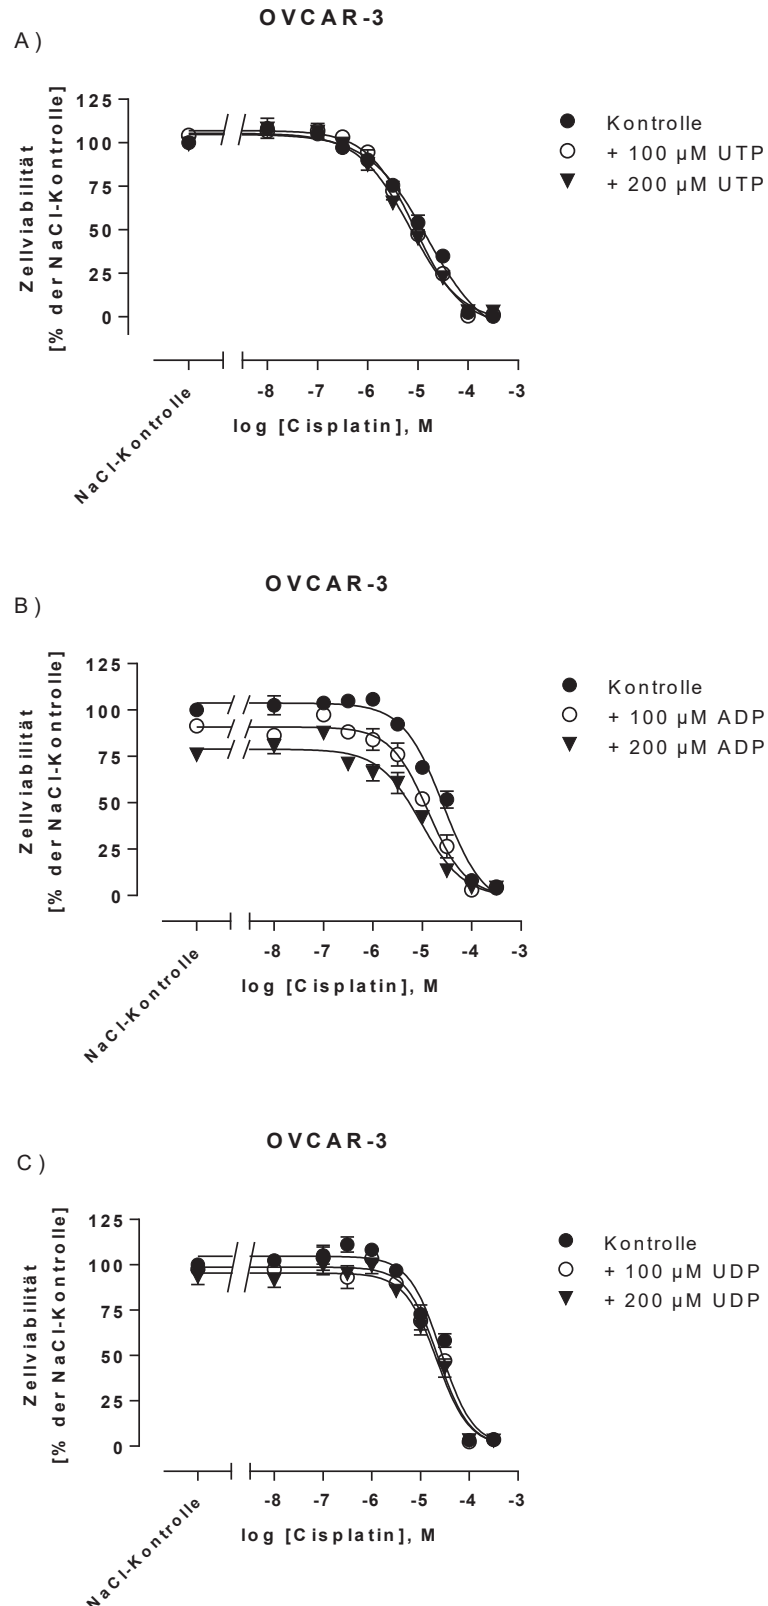 OVCAR-3
A)
Zellviabilität
[% der NaCl-Kontrolle]
125
100
75
50
25
0
Kontrolle
+ 100 µM UTP
+ 200 µM UTP
-8 -7 -6 -5 -4 -3
NaCl-Kontrolle
log [Cisplatin], M
OVCAR-3
B)
Zellviabilität
[% der NaCl-Kontrolle]
125
100
75
50
25
0
Kontrolle
+ 100 µM ADP
+ 200 µM ADP
-8 -7 -6 -5 -4 -3
NaCl-Kontrolle
log [Cisplatin], M
OVCAR-3
C)
Zellviabilität
[% der NaCl-Kontrolle]
125
100
75
50
25
0
Kontrolle
+ 100 µM UDP
+ 200 µM UDP
-8 -7 -6 -5 -4 -3
NaCl-Kontrolle
log [Cisplatin], M